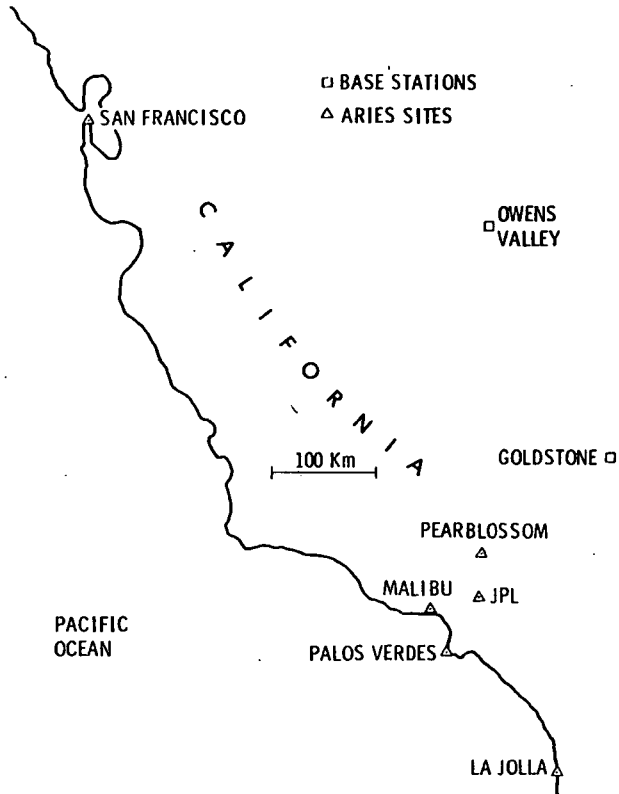 BASE STATIONS
SAN FRANCISCO
ARIES SITES
OWENS
VALLEY
CALIFORNIA
100 Km
GOLDSTONE
PEARBLOSSOM
MALIBU
JPL
PACIFIC
OCEAN
PALOS VERDES
LA JOLLA